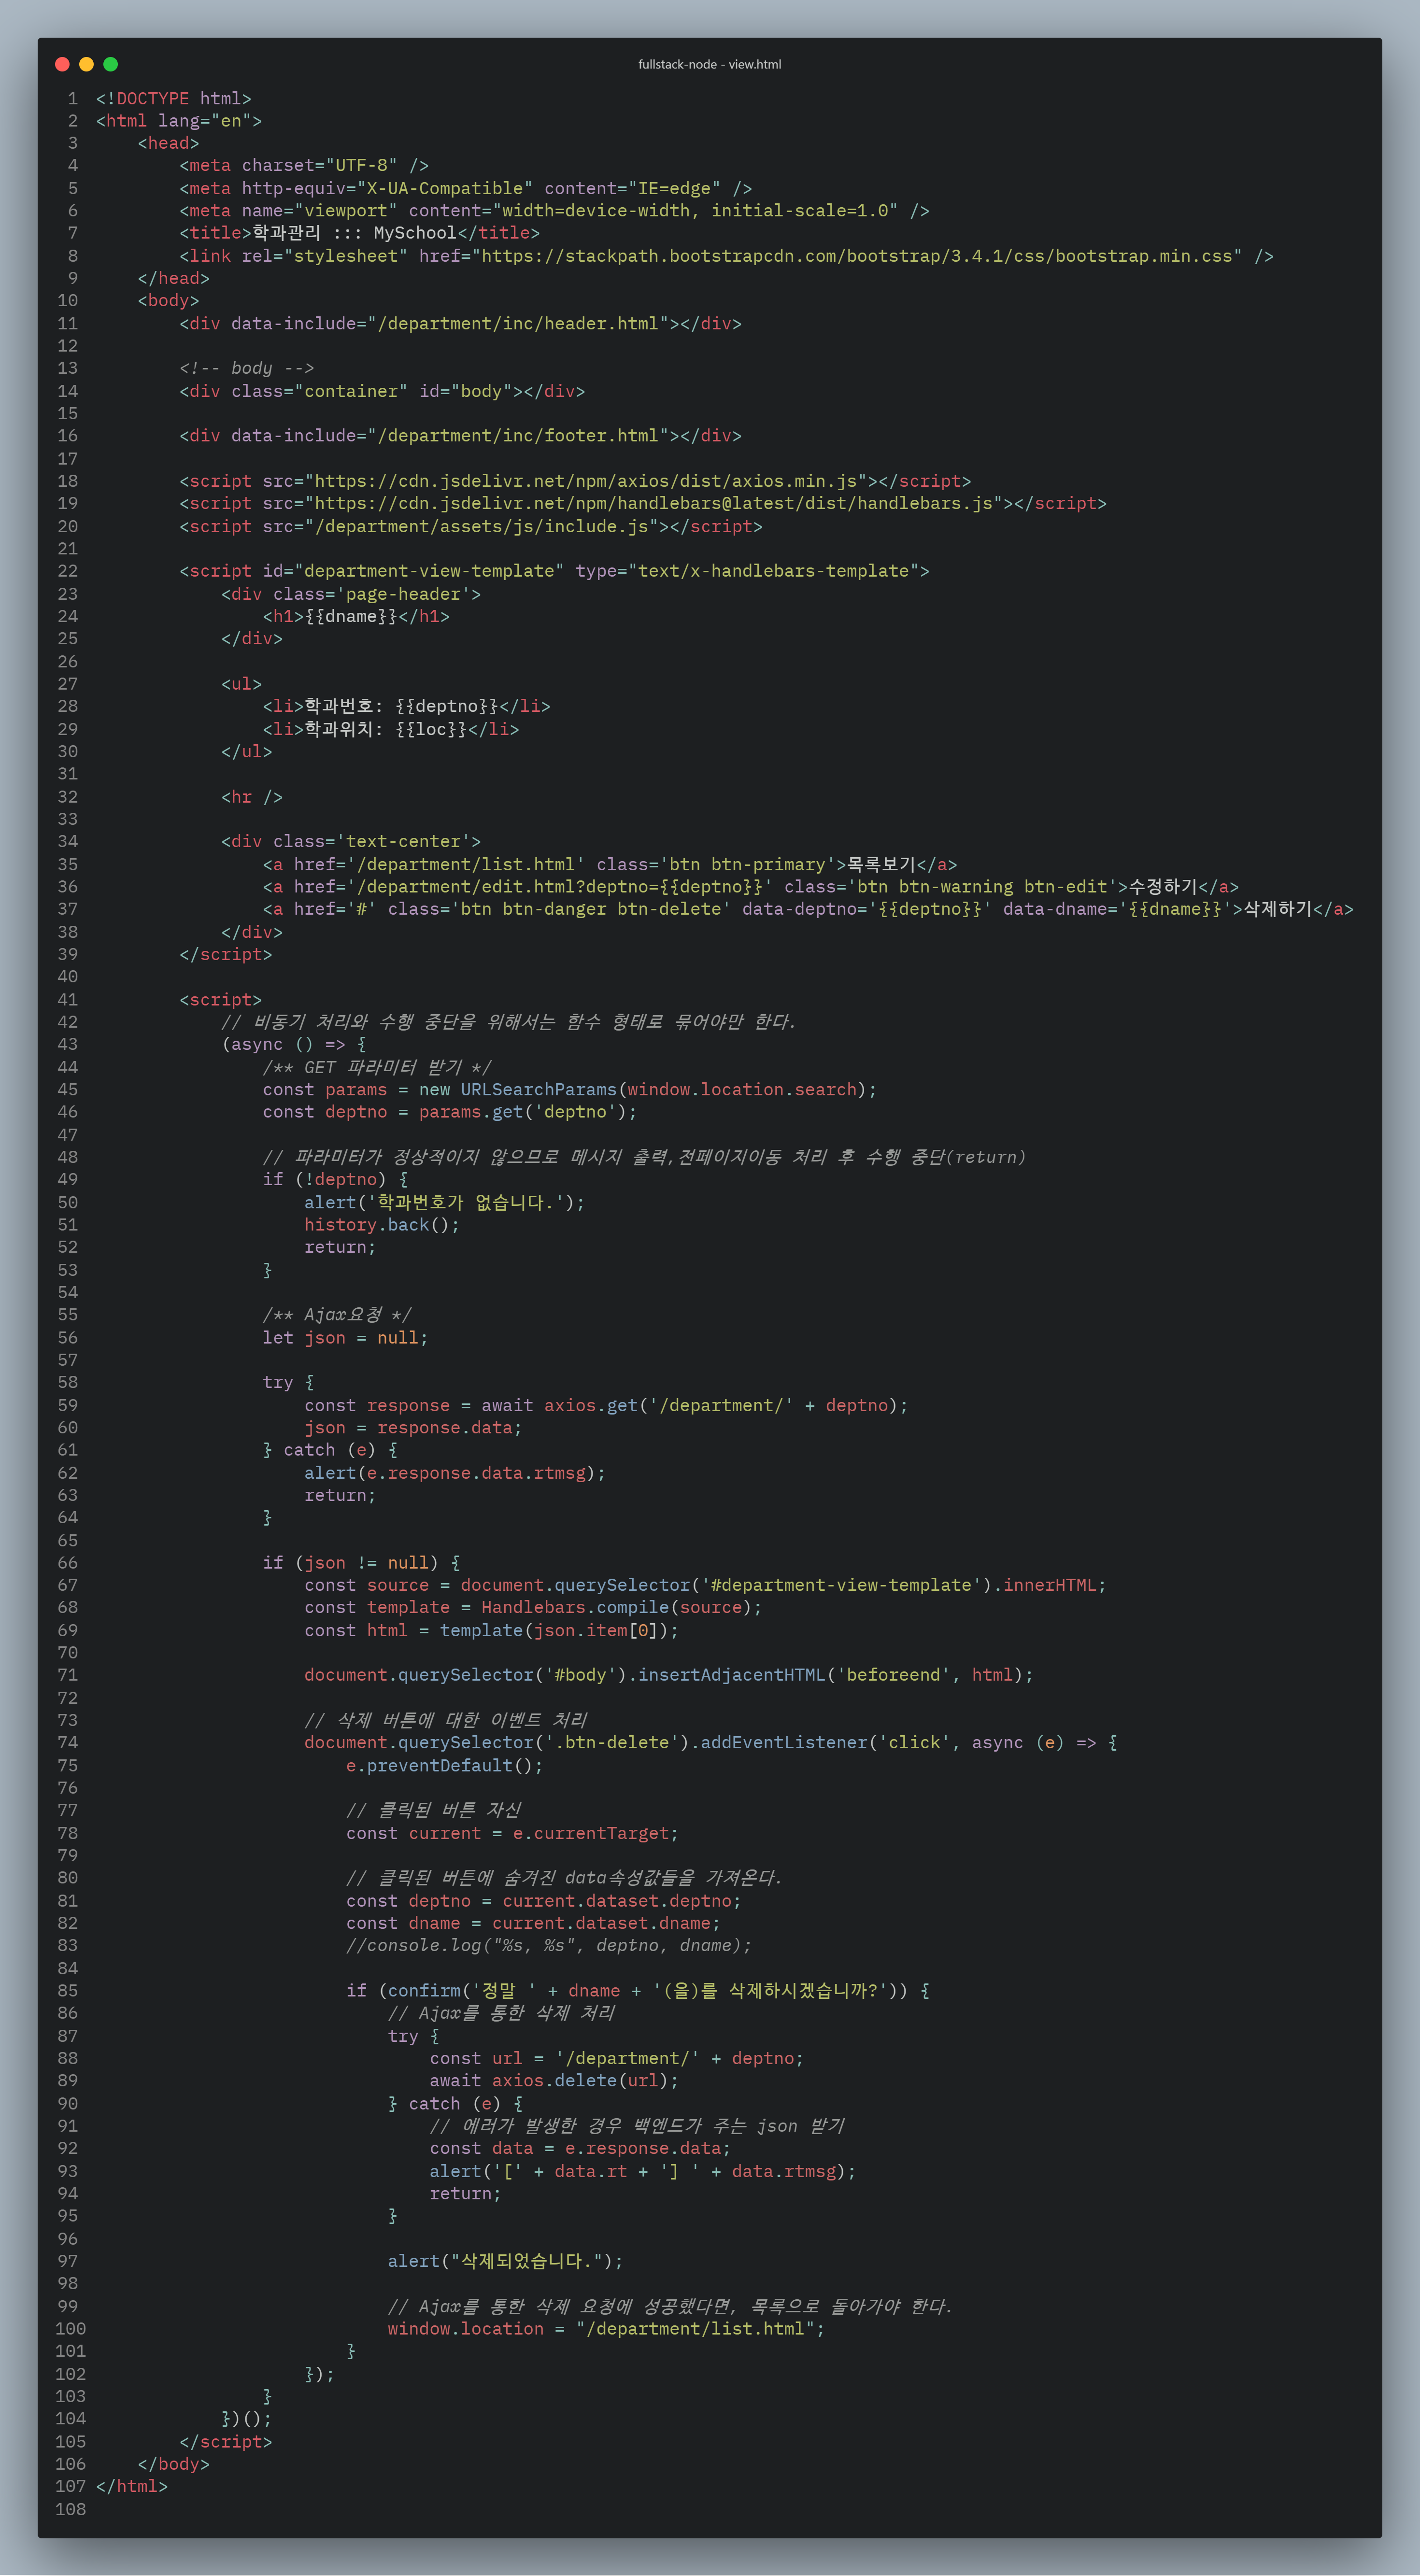 fullstack-node - view.html
1 <!DOCTYPE html>
2 <html lang="en">
3     <head>
4         <meta charset="UTF-8" />
5         <meta http-equiv="X-UA-Compatible" content="IE=edge" />
6         <meta name="viewport" content="width=device-width, initial-scale=1.0" />
7         <title>학과관리 ::: MySchool</title>
8         <link rel="stylesheet" href="https://stackpath.bootstrapcdn.com/bootstrap/3.4.1/css/bootstrap.min.css" />
9     </head>
10     <body>
11         <div data-include="/department/inc/header.html"></div>
12
13         <!-- body -->
14         <div class="container" id="body"></div>
15
16         <div data-include="/department/inc/footer.html"></div>
17
18         <script src="https://cdn.jsdelivr.net/npm/axios/dist/axios.min.js"></script>
19         <script src="https://cdn.jsdelivr.net/npm/handlebars@latest/dist/handlebars.js"></script>
20         <script src="/department/assets/js/include.js"></script>
21
22         <script id="department-view-template" type="text/x-handlebars-template">
23             <div class='page-header'>
24                 <h1>{{dname}}</h1>
25             </div>
26
27             <ul>
28                 <li>학과번호: {{deptno}}</li>
29                 <li>학과위치: {{loc}}</li>
30             </ul>
31
32             <hr />
33
34             <div class='text-center'>
35                 <a href='/department/list.html' class='btn btn-primary'>목록보기</a>
36                 <a href='/department/edit.html?deptno={{deptno}}' class='btn btn-warning btn-edit'>수정하기</a>
37                 <a href='#' class='btn btn-danger btn-delete' data-deptno='{{deptno}}' data-dname='{{dname}}'>삭제하기</a>
38             </div>
39         </script>
40
41         <script>
42             // 비동기 처리와 수행 중단을 위해서는 함수 형태로 묶어야만 한다.
43             (async () => {
44                 /** GET 파라미터 받기 */
45                 const params = new URLSearchParams(window.location.search);
46                 const deptno = params.get('deptno');
47
48                 // 파라미터가 정상적이지 않으므로 메시지 출력,전페이지이동 처리 후 수행 중단(return)
49                 if (!deptno) {
50                     alert('학과번호가 없습니다.');
51                     history.back();
52                     return;
53                 }
54
55                 /** Ajax요청 */
56                 let json = null;
57
58                 try {
59                     const response = await axios.get('/department/' + deptno);
60                     json = response.data;
61                 } catch (e) {
62                     alert(e.response.data.rtmsg);
63                     return;
64                 }
65
66                 if (json != null) {
67                     const source = document.querySelector('#department-view-template').innerHTML;
68                     const template = Handlebars.compile(source);
69                     const html = template(json.item[0]);
70
71                     document.querySelector('#body').insertAdjacentHTML('beforeend', html);
72
73                     // 삭제 버튼에 대한 이벤트 처리
74                     document.querySelector('.btn-delete').addEventListener('click', async (e) => {
75                         e.preventDefault();
76
77                         // 클릭된 버튼 자신
78                         const current = e.currentTarget;
79
80                         // 클릭된 버튼에 숨겨진 data속성값들을 가져온다.
81                         const deptno = current.dataset.deptno;
82                         const dname = current.dataset.dname;
83                         //console.log("%s, %s", deptno, dname);
84
85                         if (confirm('정말 ' + dname + '(을)를 삭제하시겠습니까?')) {
86                             // Ajax를 통한 삭제 처리
87                             try {
88                                 const url = '/department/' + deptno;
89                                 await axios.delete(url);
90                             } catch (e) {
91                                 // 에러가 발생한 경우 백엔드가 주는 json 받기
92                                 const data = e.response.data;
93                                 alert('[' + data.rt + '] ' + data.rtmsg);
94                                 return;
95                             }
96
97                             alert("삭제되었습니다.");
98
99                             // Ajax를 통한 삭제 요청에 성공했다면, 목록으로 돌아가야 한다.
100                             window.location = "/department/list.html";
101                         }
102                     });
103                 }
104             })();
105         </script>
106     </body>
107 </html>
108